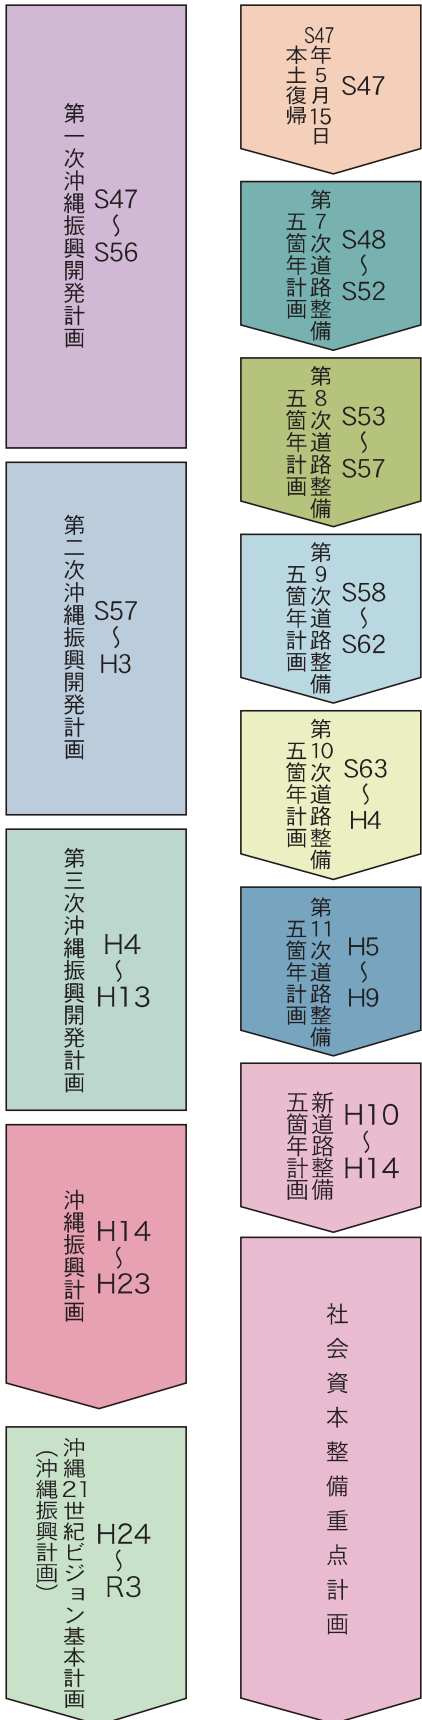 S47
〜
S56
第一次沖縄振興開発計画
S57
〜
H3
第二次沖縄振興開発計画
H4
〜
H13
第三次沖縄振興開発計画
H14
〜
H23
沖縄振興計画
H24
〜
R3
沖縄21世紀ビジョン基本計画
（沖縄振興計画）
S47
S47年5月15日
本土復帰
S48
〜
S52
第7次道路整備
五箇年計画
S53
〜
S57
第8次道路整備
五箇年計画
S58
〜
S62
第9次道路整備
五箇年計画
S63
〜
H4
第10次道路整備
五箇年計画
H5
〜
H9
第11次道路整備
五箇年計画
H10
〜
H14
新道路整備
五箇年計画
社会資本整備重点計画